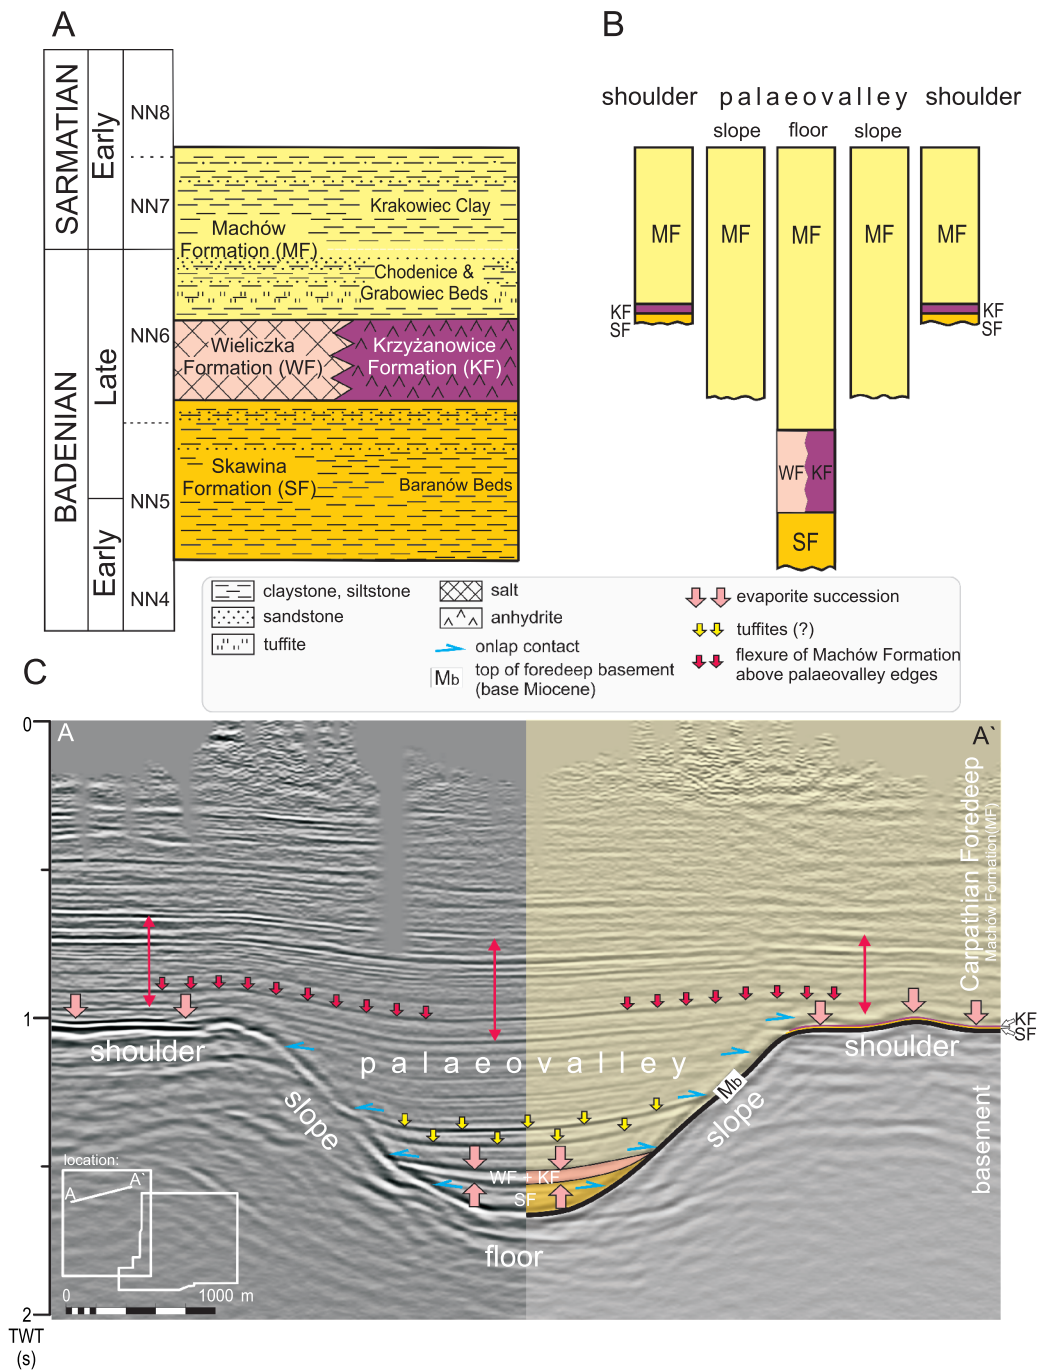 A
SARMATIAN
Early
NN8
NN7
BADENIAN
Late
Early
NN6
NN5
NN4
Krakowiec Clay
Machów
Formation (MF)
Chodenice &
Grabowiec Beds
Wieliczka
Formation (WF)
Krzyżanowice
Formation (KF)
Skawina
Formation (SF)
Baranów Beds
B
shoulder
palaeovalley
shoulder
slope
floor
slope
MF
MF
MF
MF
MF
KF
SF
KF
SF
WF
KF
SF
claystone, siltstone
sandstone
tuffite
salt
anhydrite
onlap contact
Mb
top of foredeep basement
(base Miocene)
evaporite succession
tuffites (?)
flexure of Machów Formation
above palaeovalley edges
C
0
1
2
TWT
(s)
A
A`
Carpathian Foredeep
Machów Formation(MF)
KF
SF
shoulder
palaeovalley
shoulder
slope
Mb
slope
basement
WF + KF
SF
floor
location:
A
A`
0
1000 m